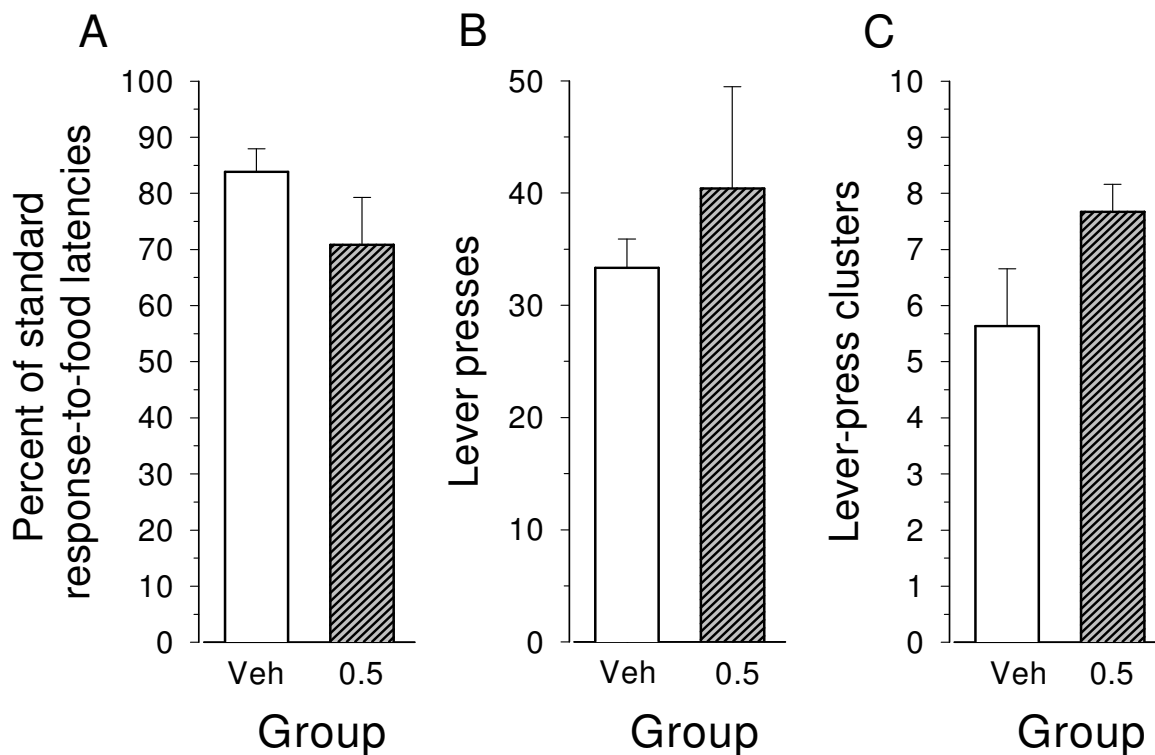 A
Percent of standard
response-to-food latencies
100
90
80
70
60
50
40
30
20
10
0
Veh 0.5
Group
B
Lever presses
50
40
30
20
33
0
Veh 0.5
Group
C
Lever-press clusters
10
9
8
7
6
5
4
3
2
1
0
Veh 0.5
Group